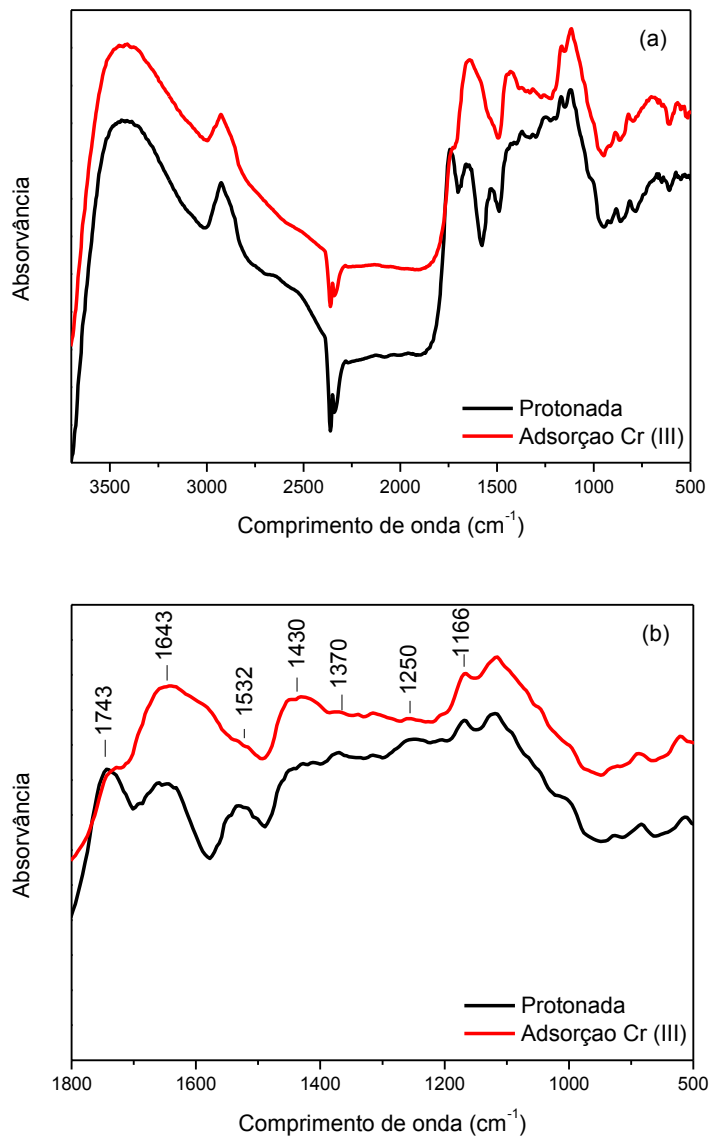 (a)
Absorvância
Protonada
Adsorçao Cr (III)
3500 3000 2500 2000 1500 1000 500
Comprimento de onda (cm-1)
(b)
1743
1643
1532
1430
1370
1250
1166
Absorvância
Protonada
Adsorçao Cr (III)
1800 1600 1400 1200 1000 500
Comprimento de onda (cm-1)